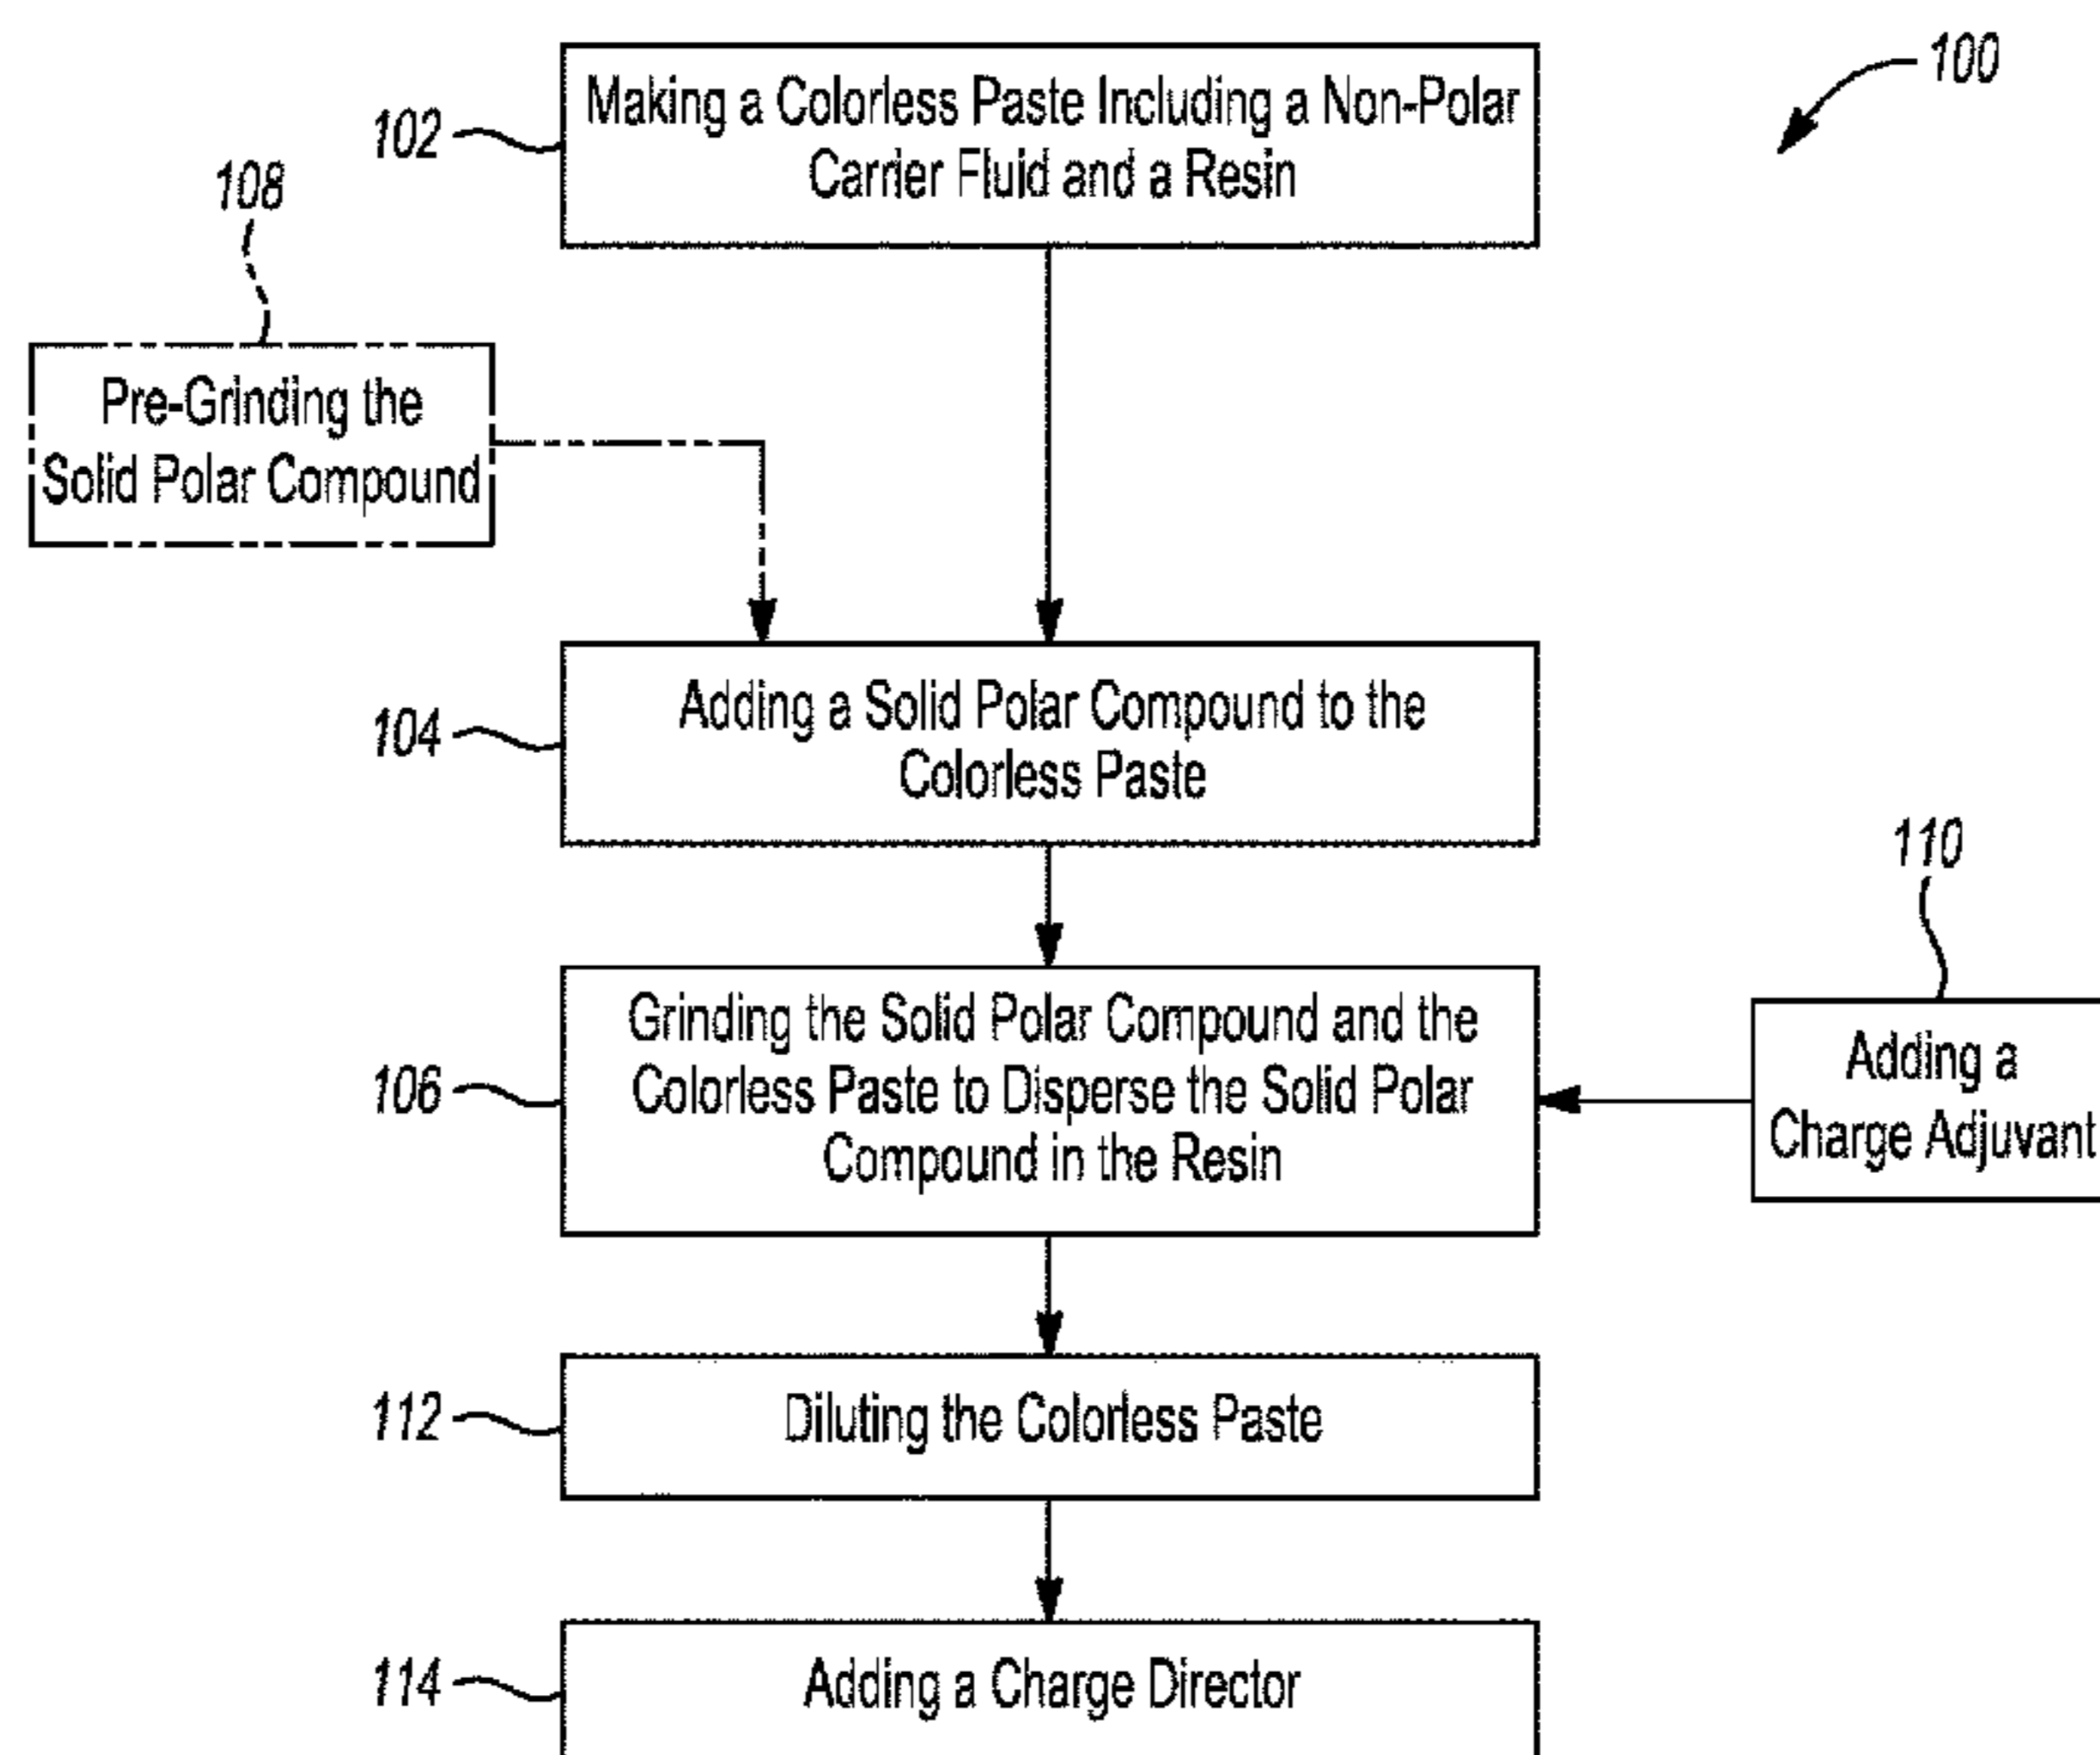 100
102
Making a Colorless Paste Including a Non-Polar
Carrier Fluid and a Resin
108
Pre-Grinding the
Solid Polar Compound
104
Adding a Solid Polar Compound to the
Colorless Paste
110
Adding a
Charge Adjuvant
106
Grinding the Solid Polar Compound and the
Colorless Paste to Disperse the Solid Polar
Compound in the Resin
112
Diluting the Colorless Paste
114
Adding a Charge Director